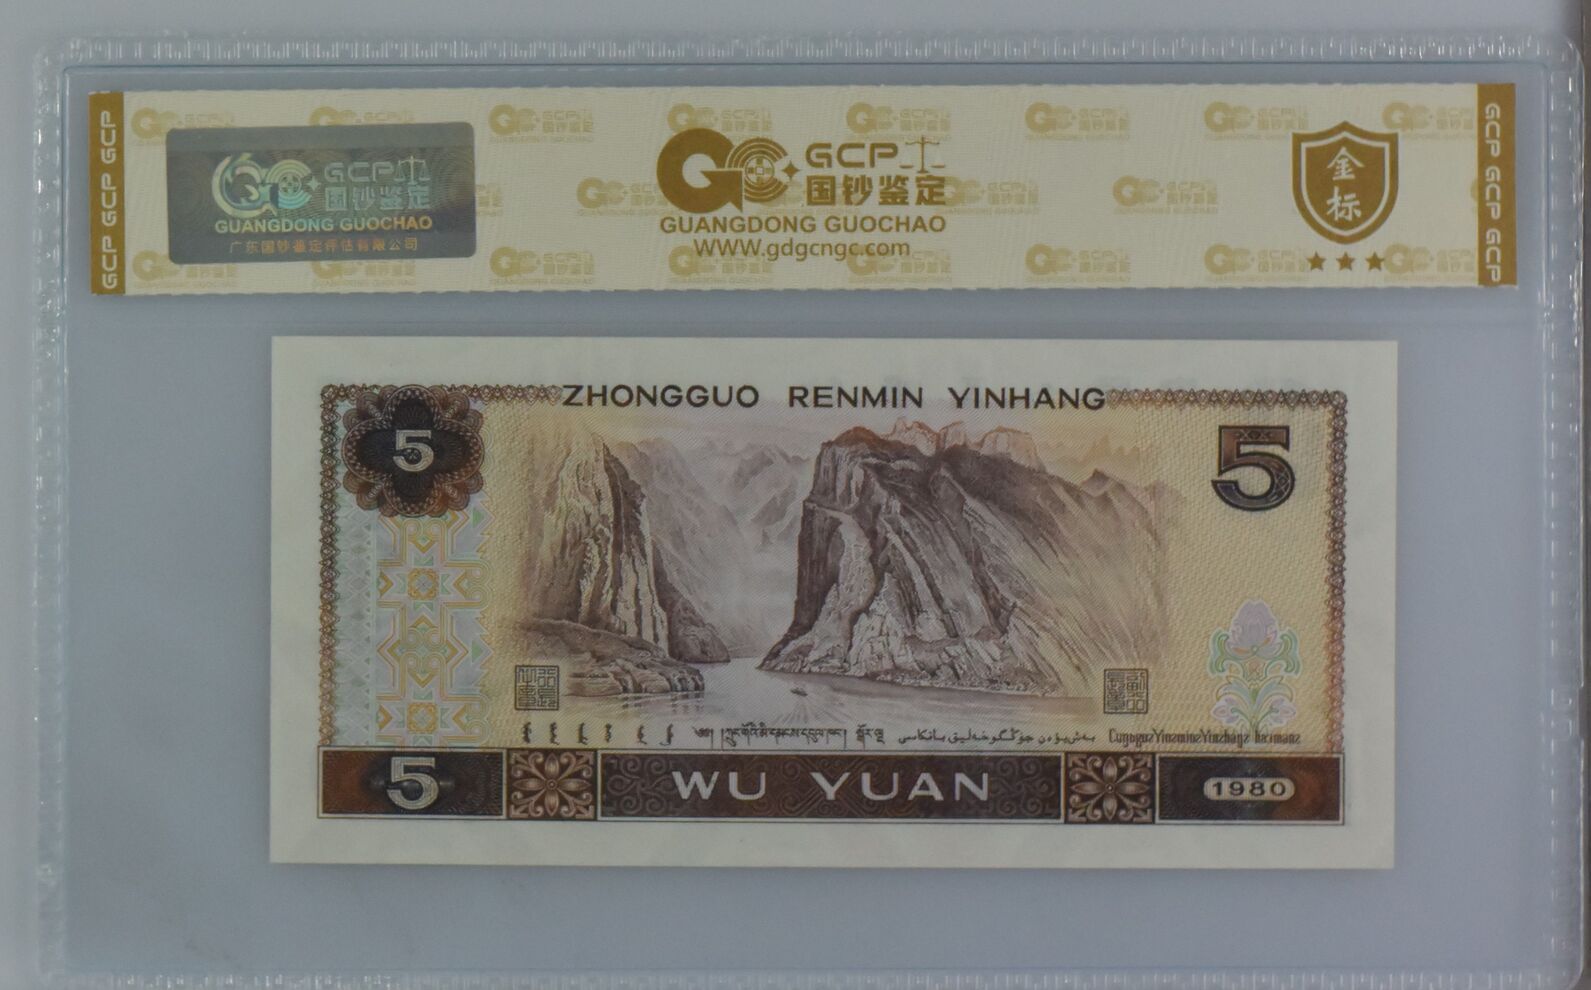 GCP GCP GCP
GCP
国钞鉴定
GUANGDONG GUOCHAO
广东国钞鉴定评估有限公司
GCP
国钞鉴定
GUANGDONG GUOCHAO
WWW.gdgcngc.com
金
标
GCP GCP GCP
ZHONGGUO RENMIN YINHANG
5
5
5
WU YUAN
1980